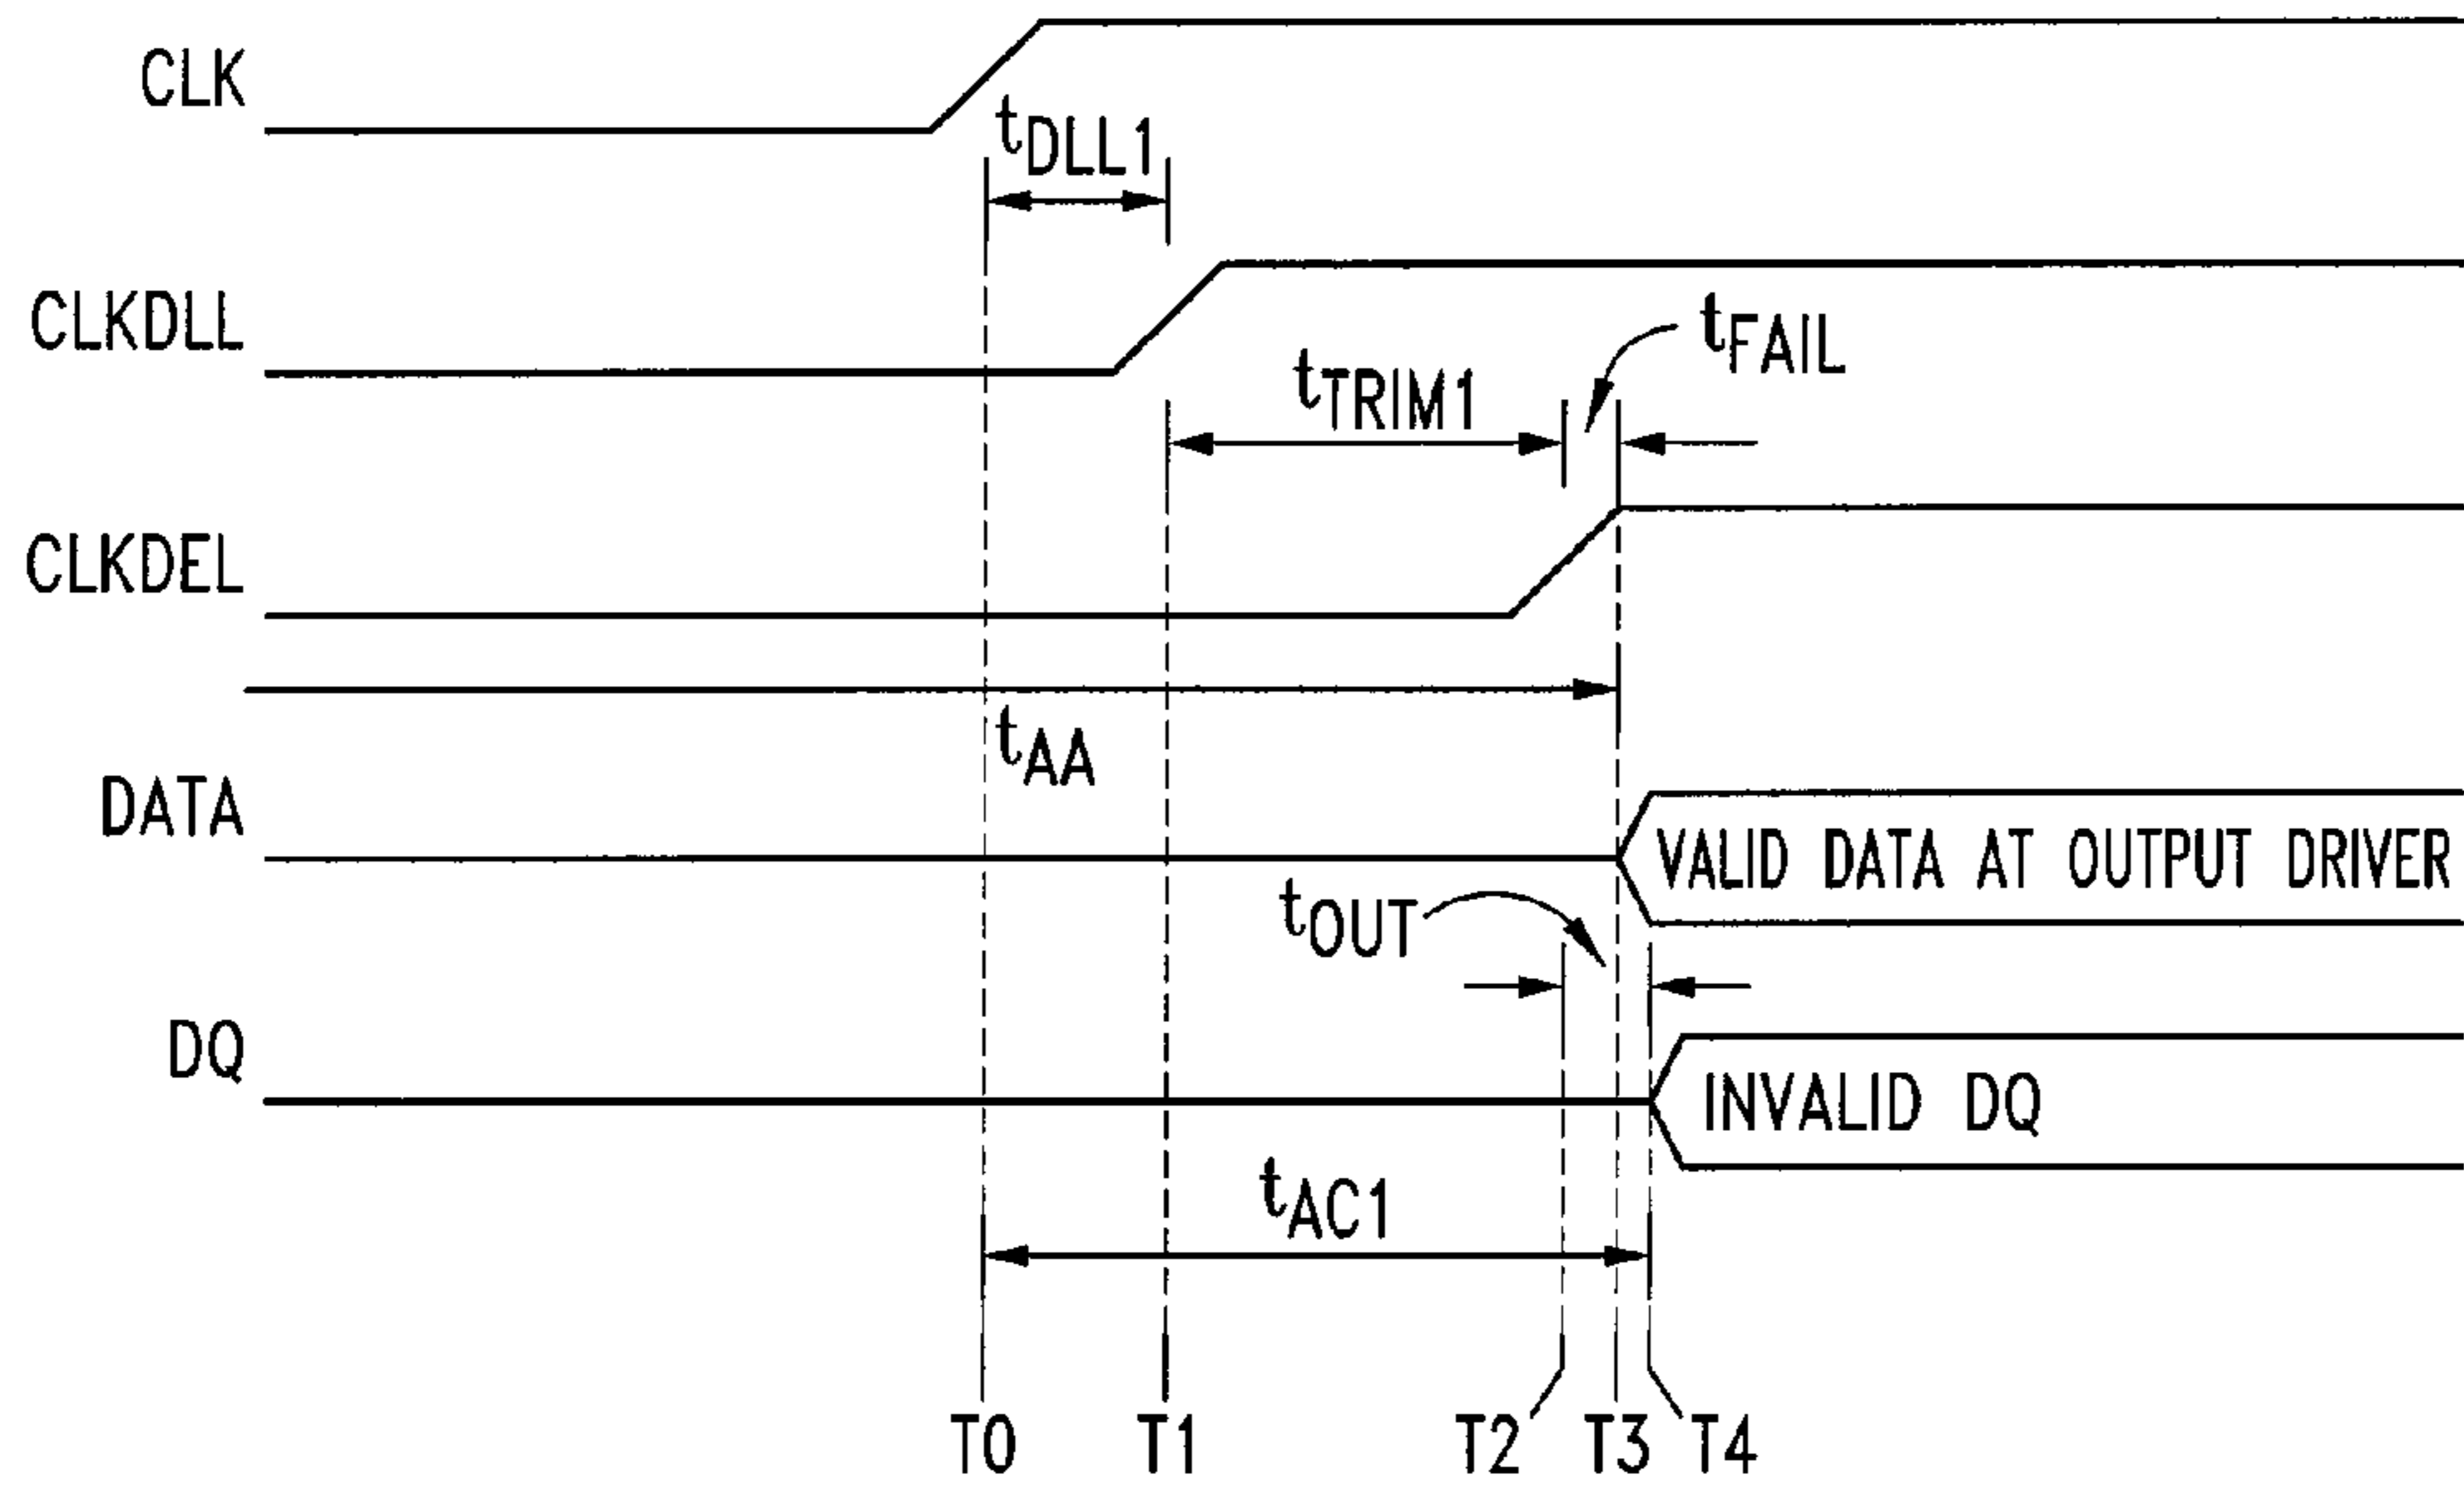 CLK
tDLL1
CLKDLL
tFAIL
tTRIM1
CLKDEL
tAA
DATA
VALID DATA AT OUTPUT DRIVER
tOUT
DQ
INVALID DQ
tAC1
T0 T1 T2 T3 T4